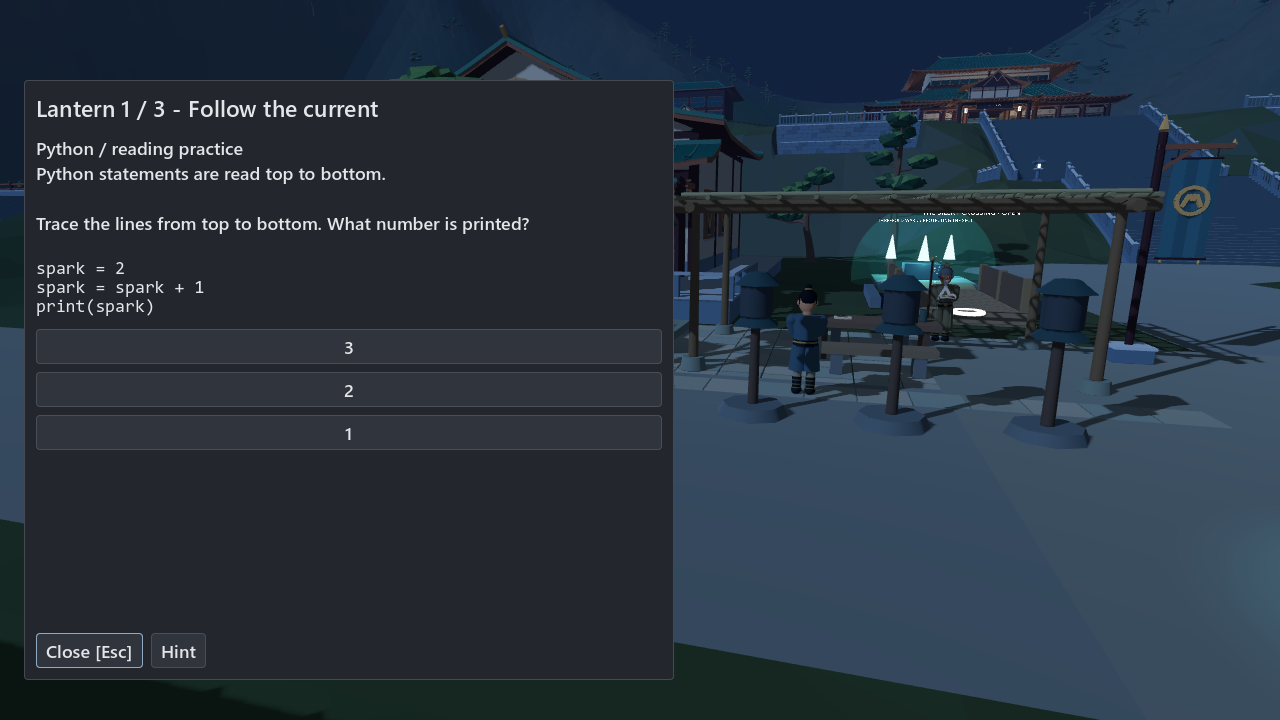 Lantern 1 / 3 - Follow the current
Python / reading practice
Python statements are read top to bottom.
Trace the lines from top to bottom. What number is printed?
spark = 2
spark = spark + 1
print(spark)
3
2
1
Close [Esc]
Hint